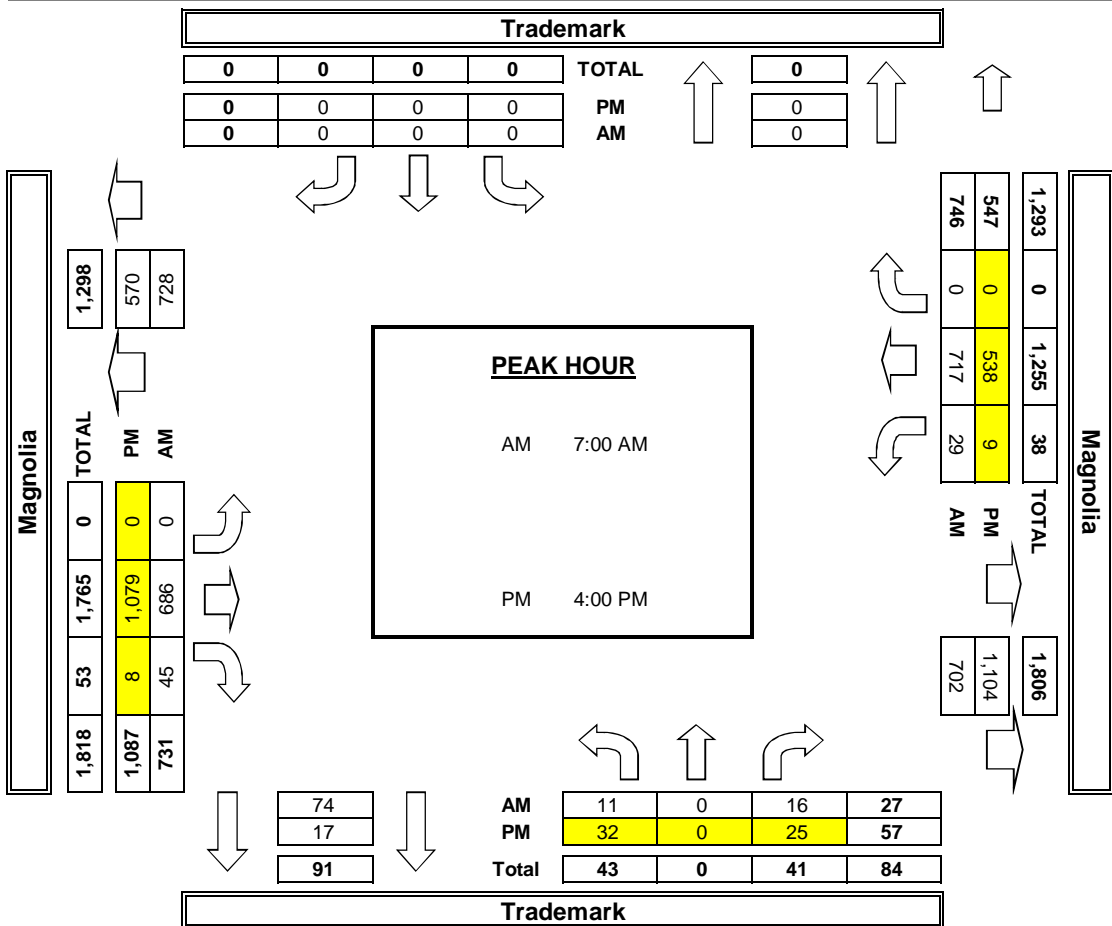 Trademark
0 0 0 0 TOTAL 0
0 0 0 0 PM 0
0 0 0 0 AM 0
Magnolia
1,298 570 728
TOTAL PM AM
0 0 0
1,765 1,079 686
53 8 45
1,818 1,087 731
PEAK HOUR
AM 7:00 AM
PM 4:00 PM
746 547 1,293
0 0 0
717 538 1,255
29 9 38
AM PM TOTAL
702 1,104 1,806
Magnolia
74 AM 11 0 16 27
17 PM 32 0 25 57
91 Total 43 0 41 84
Trademark